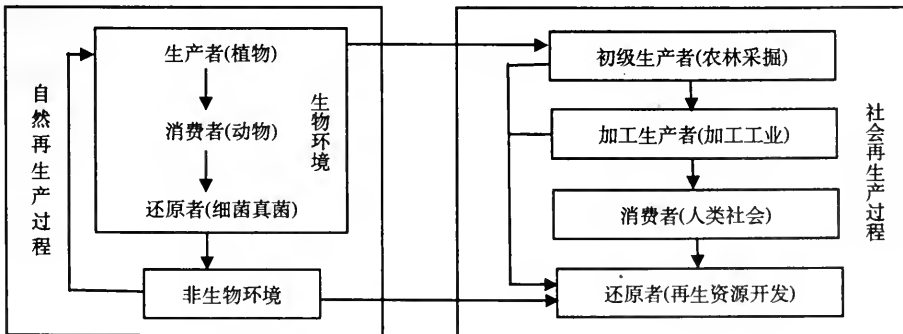 自然再生产过程
生产者(植物)
消费者(动物)
还原者(细菌真菌)
生物环境
非生物环境
初级生产者(农林采掘)
加工生产者(加工工业)
消费者(人类社会)
还原者(再生资源开发)
社会再生产过程